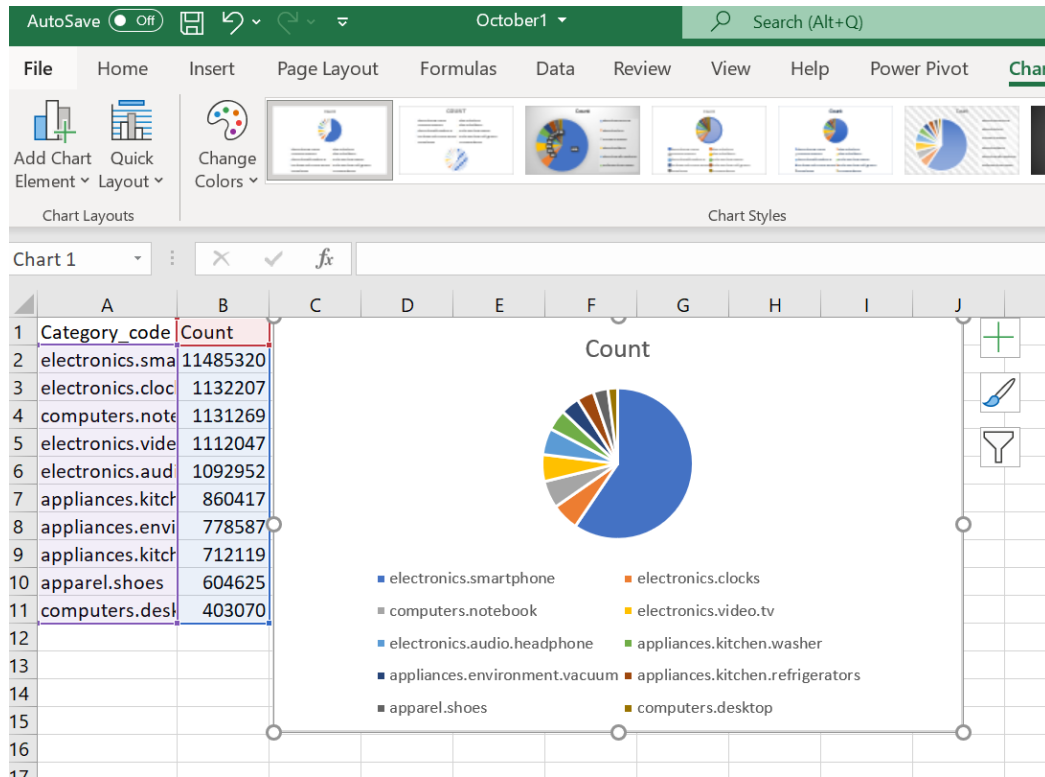 AutoSave Off October1 Search (Alt+Q)
File Home Insert Page Layout Formulas Data Review View Help Power Pivot Char
Add Chart Element Quick Layout Change Colors
Chart Layouts Chart Styles
Chart 1 fx
A B C D E F G H I J
1 Category_code Count
2 electronics.sma 11485320
3 electronics.cloc 1132207
4 computers.note 1131269
5 electronics.vide 1112047
6 electronics.audi 1092952
7 appliances.kitch 860417
8 appliances.envi 778587
9 appliances.kitch 712119
10 apparel.shoes 604625
11 computers.desk 403070
12
13
14
15
16
17
Count
electronics.smartphone electronics.clocks
computers.notebook electronics.video.tv
electronics.audio.headphone appliances.kitchen.washer
appliances.environment.vacuum appliances.kitchen.refrigerators
apparel.shoes computers.desktop